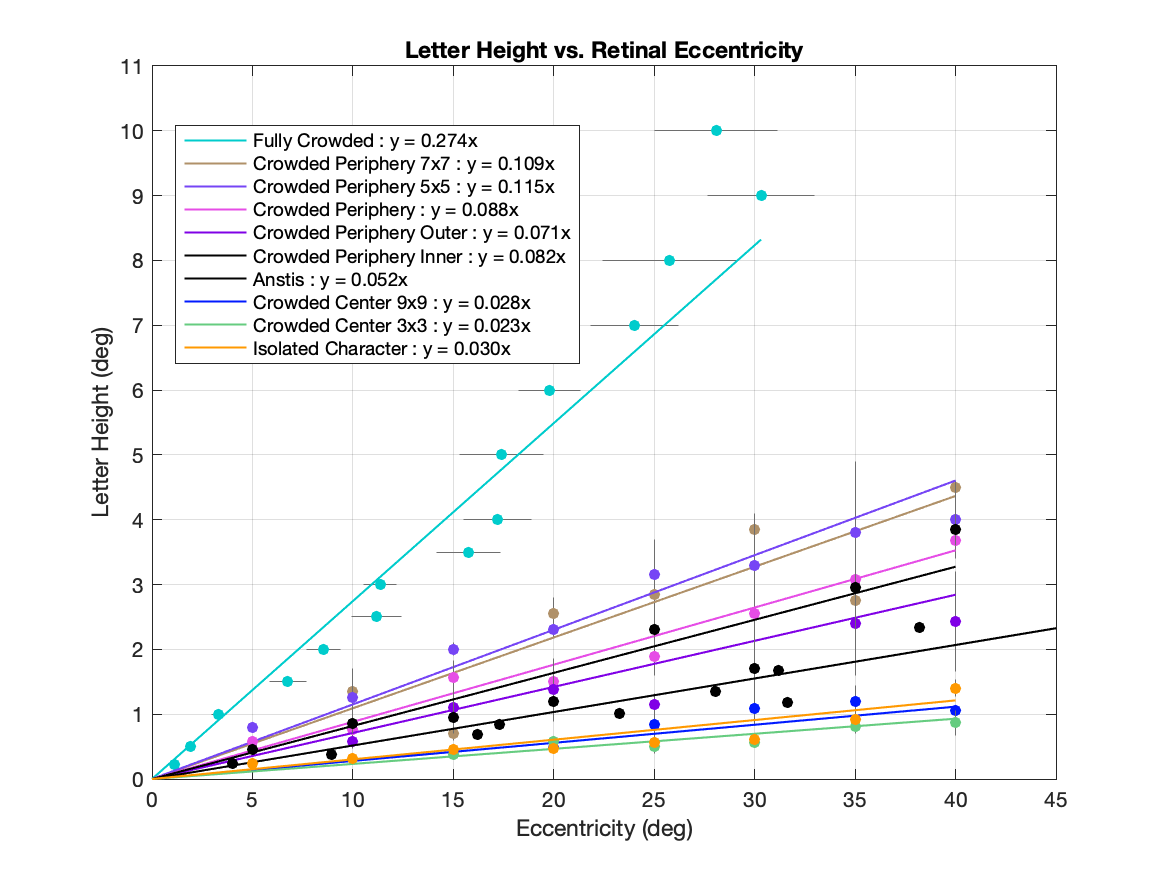 Letter Height vs. Retinal Eccentricity
11
10
9
8
7
6
5
4
3
2
1
0
Letter Height (deg)
Fully Crowded : y = 0.274x
Crowded Periphery 7x7 : y = 0.109x
Crowded Periphery 5x5 : y = 0.115x
Crowded Periphery : y = 0.088x
Crowded Periphery Outer : y = 0.071x
Crowded Periphery Inner : y = 0.082x
Anstis : y = 0.052x
Crowded Center 9x9 : y = 0.028x
Crowded Center 3x3 : y = 0.023x
Isolated Character : y = 0.030x
0 5 10 15 20 25 30 35 40 45
Eccentricity (deg)